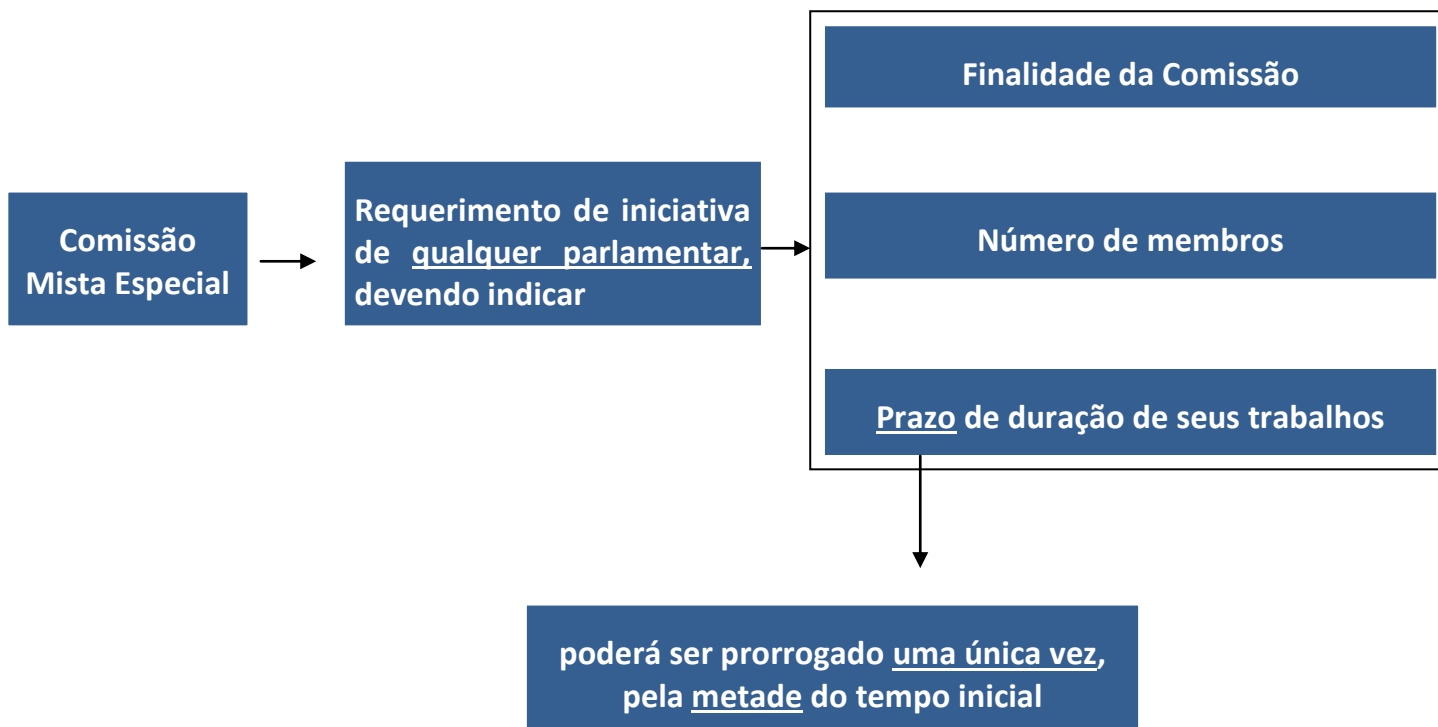 Comissão
Mista Especial
Requerimento de iniciativa
de qualquer parlamentar,
devendo indicar
Finalidade da Comissão
Número de membros
Prazo de duração de seus trabalhos
poderá ser prorrogado uma única vez,
pela metade do tempo inicial